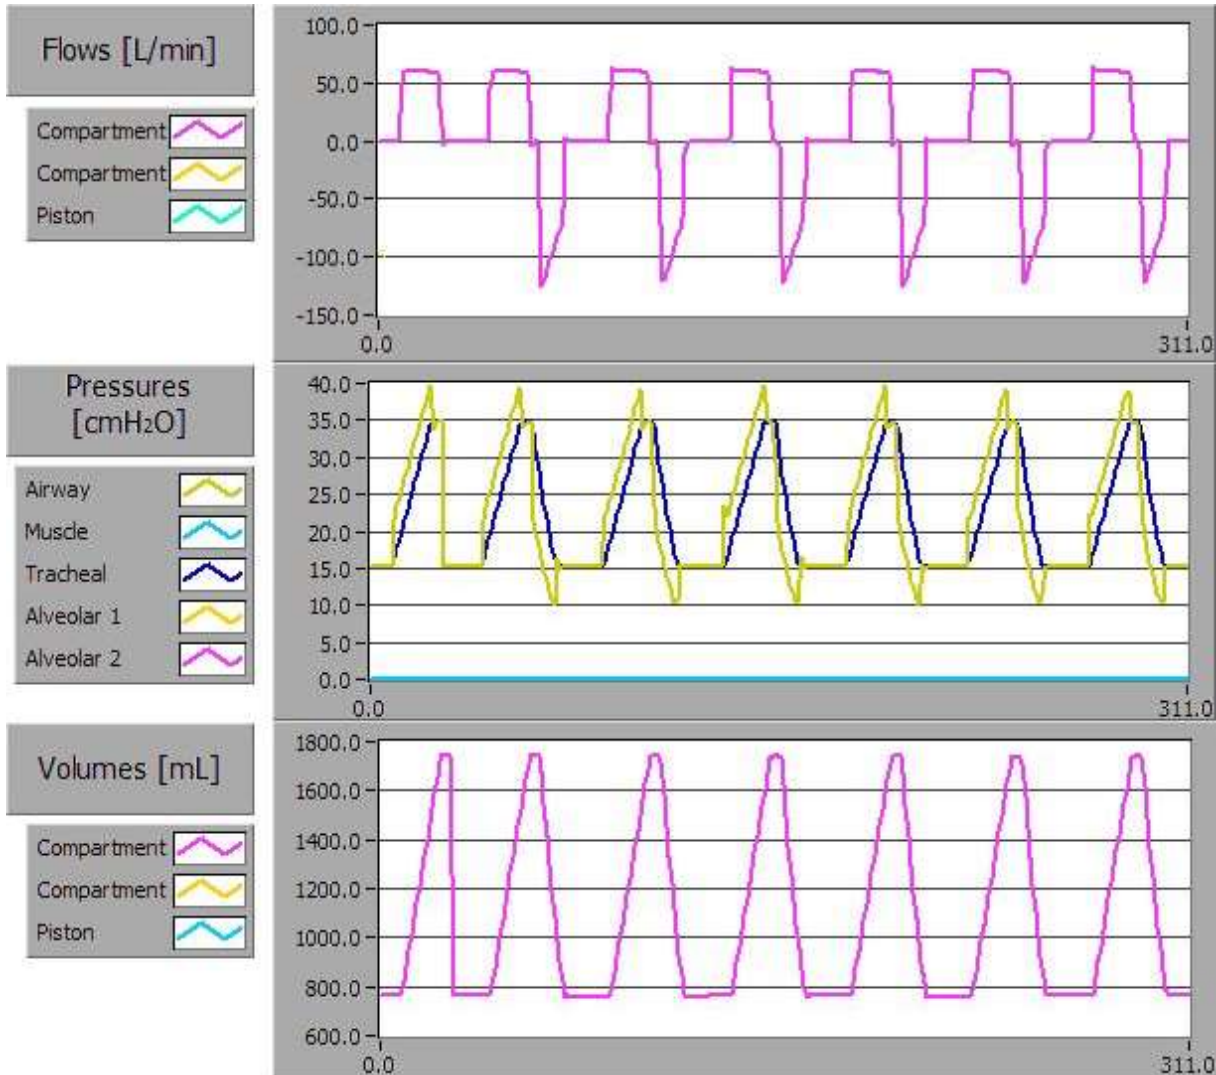 Flows [L/min]
Compartment
Compartment
Piston
100.0
50.0
0.0
-50.0
-100.0
-150.0
0.0
311.0
Pressures
[cmH₂O]
Airway
Muscle
Tracheal
Alveolar 1
Alveolar 2
40.0
35.0
30.0
25.0
20.0
15.0
10.0
5.0
0.0
0.0
311.0
Volumes [mL]
Compartment
Compartment
Piston
1800.0
1600.0
1400.0
1200.0
1000.0
800.0
600.0
0.0
311.0